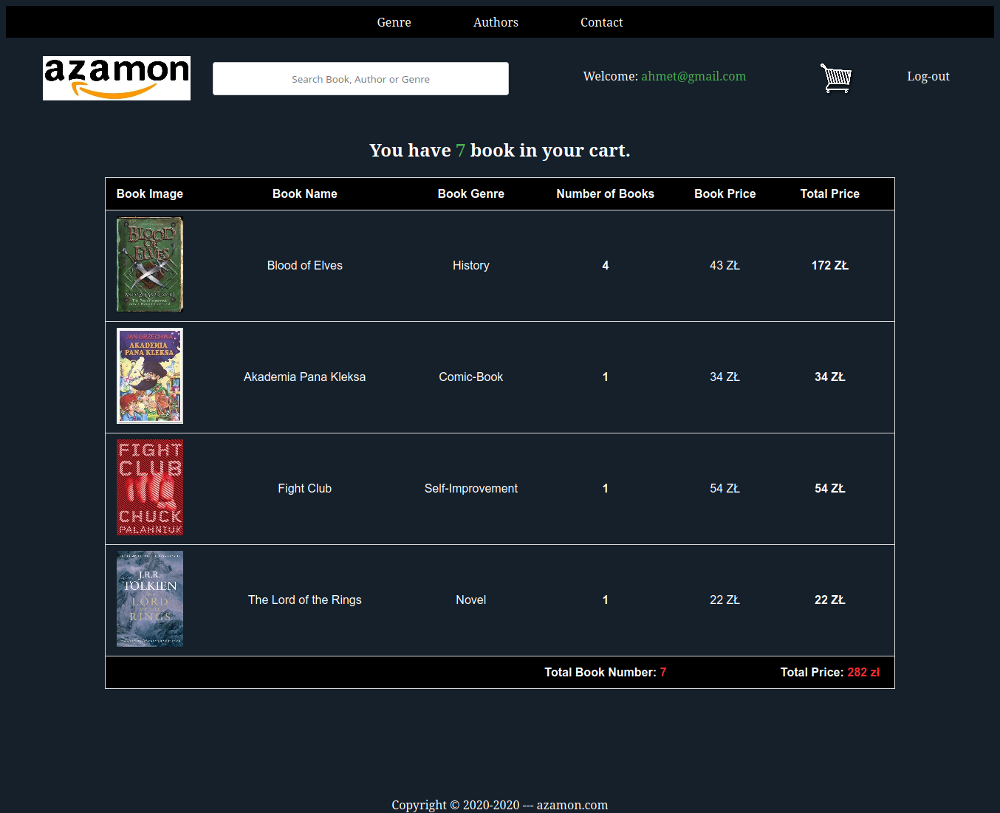 Genre Authors Contact
azamon
Search Book, Author or Genre
Welcome: ahmet@gmail.com
Log-out
You have 7 book in your cart.
Book Image Book Name Book Genre Number of Books Book Price Total Price
BLOOD OF ELVES
Blood of Elves History 4 43 ZŁ 172 ZŁ
JAN BRZECHWA
AKADEMIA
PANA KLEKSA
Akademia Pana Kleksa Comic-Book 1 34 ZŁ 34 ZŁ
FIGHT
CLUB
CHUCK
PALAHNIUK
Fight Club Self-Improvement 1 54 ZŁ 54 ZŁ
J.R.R.
TOLKIEN
THE
LORD
OF THE
RINGS
The Lord of the Rings Novel 1 22 ZŁ 22 ZŁ
Total Book Number: 7 Total Price: 282 zł
Copyright © 2020-2020 --- azamon.com